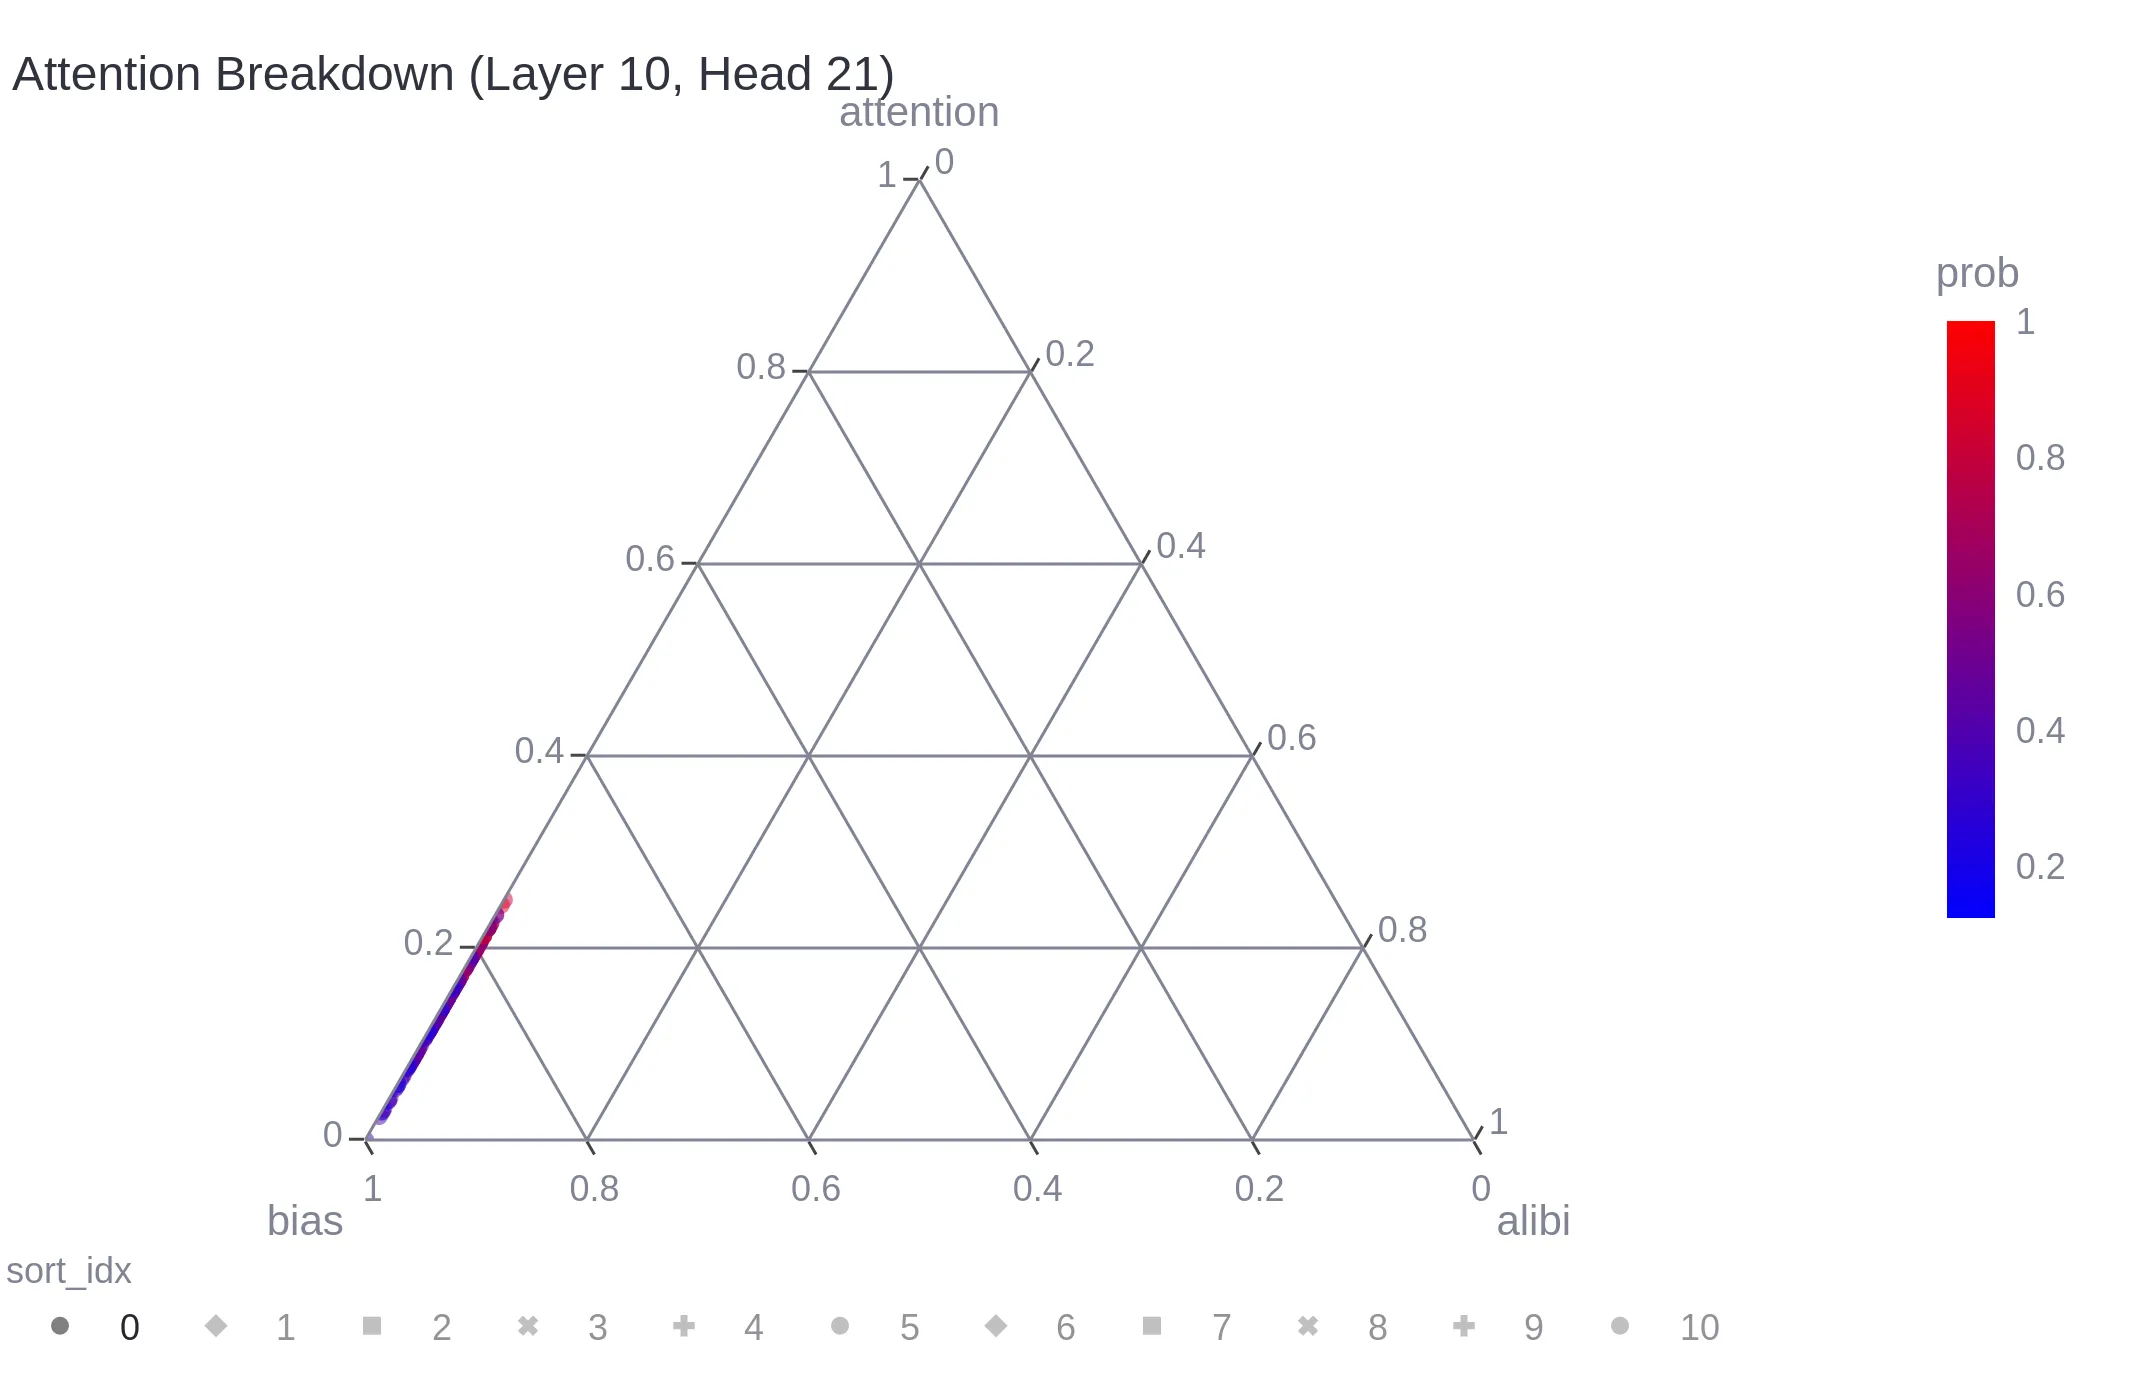 Attention Breakdown (Layer 10, Head 21)
attention
1 0
0.8 0.2
0.6 0.4
0.4 0.6
0.2 0.8
0 1
1 0.8 0.6 0.4 0.2 0
bias alibi
prob
1
0.8
0.6
0.4
0.2
sort_idx
0 1 2 3 4 5 6 7 8 9 10